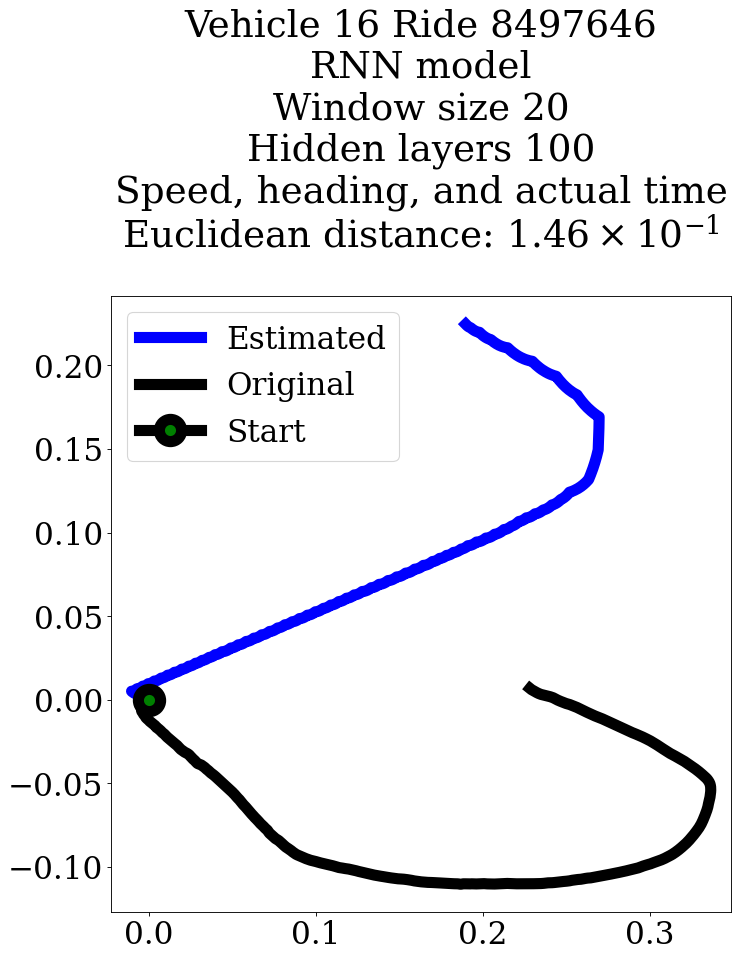 Vehicle 16 Ride 8497646
RNN model
Window size 20
Hidden layers 100
Speed, heading, and actual time
Euclidean distance: 1.46 × 10⁻¹
Estimated
Original
Start
0.20
0.15
0.10
0.05
0.00
−0.05
−0.10
0.0 0.1 0.2 0.3